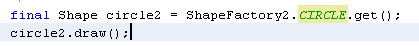 final Shape circle2 = ShapeFactory2.CIRCLE.get();
circle2.draw();